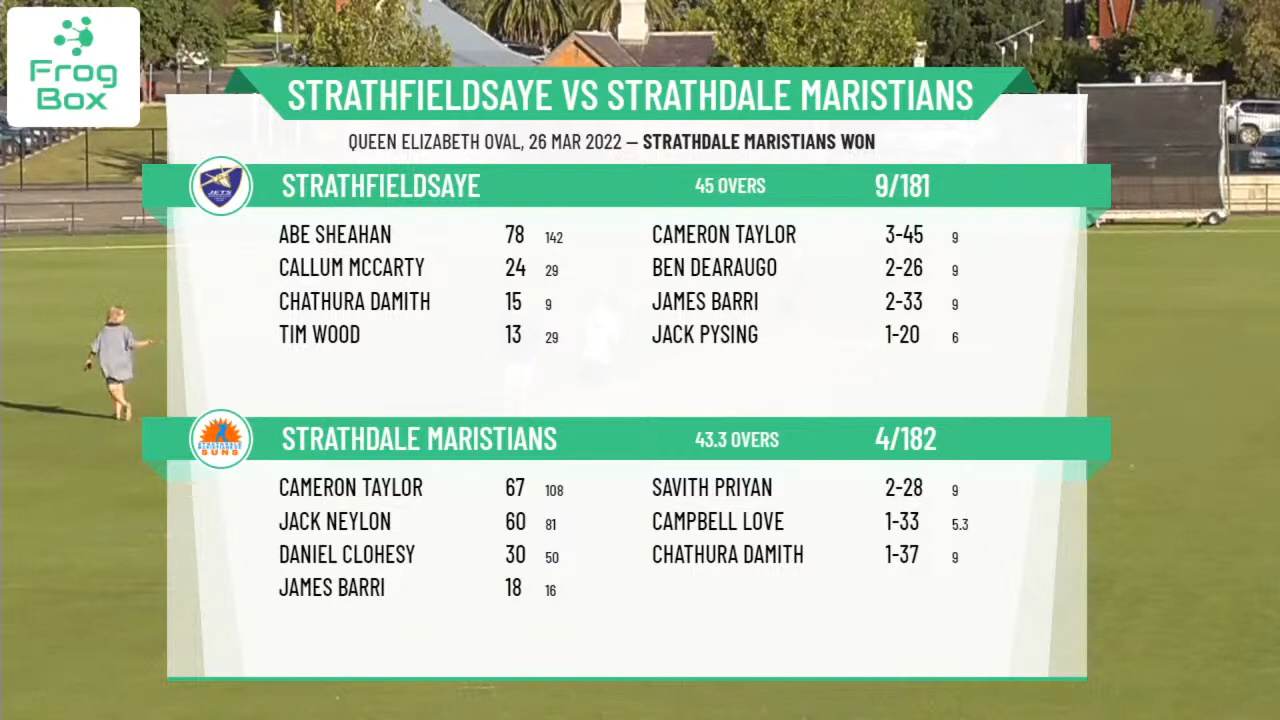 Frog
Box
STRATHFIELDSAYE VS STRATHDALE MARISTIANS
QUEEN ELIZABETH OVAL, 26 MAR 2022 – STRATHDALE MARISTIANS WON
JETS
STRATHFIELDSAYE 45 OVERS 9/181
ABE SHEAHAN 78 142 CAMERON TAYLOR 3-45 9
CALLUM MCCARTY 24 29 BEN DEARAUGO 2-26 9
CHATHURA DAMITH 15 9 JAMES BARRI 2-33 9
TIM WOOD 13 29 JACK PYSING 1-20 6
SUNS
STRATHDALE MARISTIANS 43.3 OVERS 4/182
CAMERON TAYLOR 67 108 SAVITH PRIYAN 2-28 9
JACK NEYLON 60 81 CAMPBELL LOVE 1-33 5.3
DANIEL CLOHESY 30 50 CHATHURA DAMITH 1-37 9
JAMES BARRI 18 16